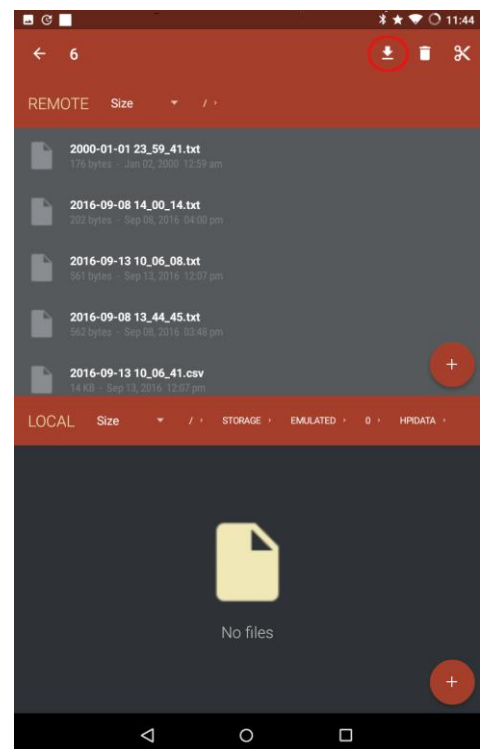 11:44
6
REMOTE Size /
2000-01-01 23_59_41.txt
176 bytes - Jan 02, 2000 12:59 am
2016-09-08 14_00_14.txt
202 bytes - Sep 08, 2016 04:00 pm
2016-09-13 10_06_08.txt
561 bytes - Sep 13, 2016 12:07 pm
2016-09-08 13_44_45.txt
562 bytes - Sep 08, 2016 03:48 pm
2016-09-13 10_06_41.csv
14 KB - Sep 13, 2016 12:07 pm
LOCAL Size / STORAGE EMULATED 0 HPIDATA
No files